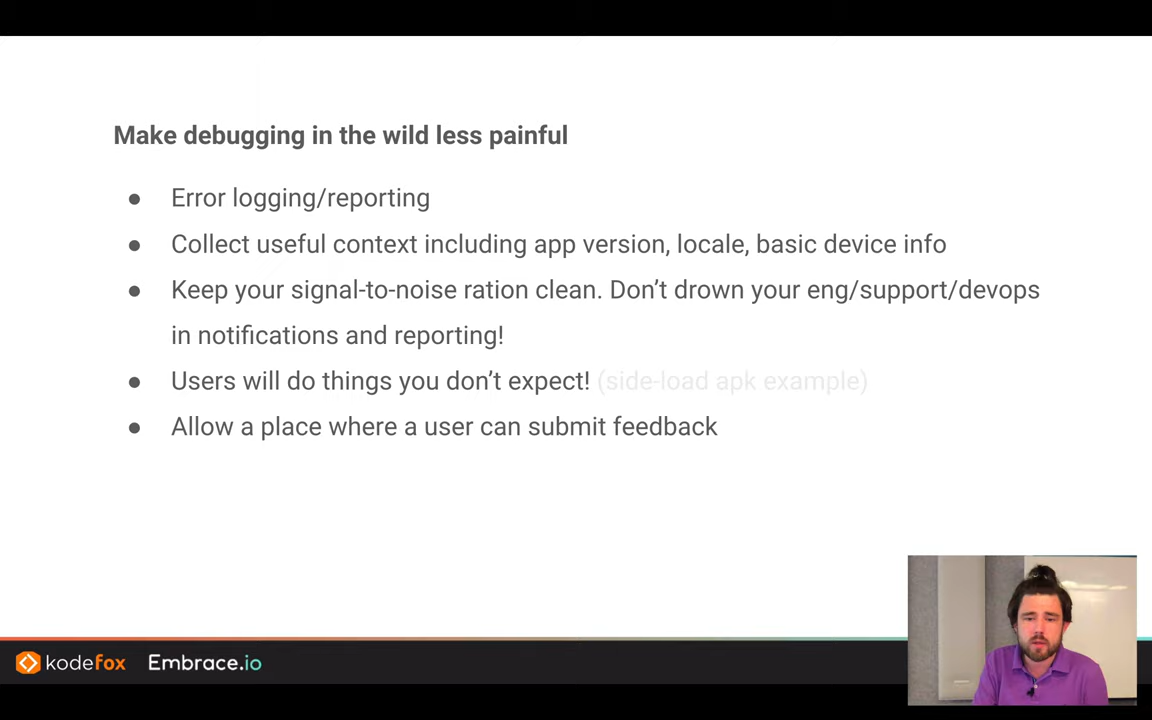 Make debugging in the wild less painful
● Error logging/reporting
● Collect useful context including app version, locale, basic device info
● Keep your signal-to-noise ration clean. Don’t drown your eng/support/devops
in notifications and reporting!
● Users will do things you don’t expect! (side-load apk example)
● Allow a place where a user can submit feedback
kodefox Embrace.io